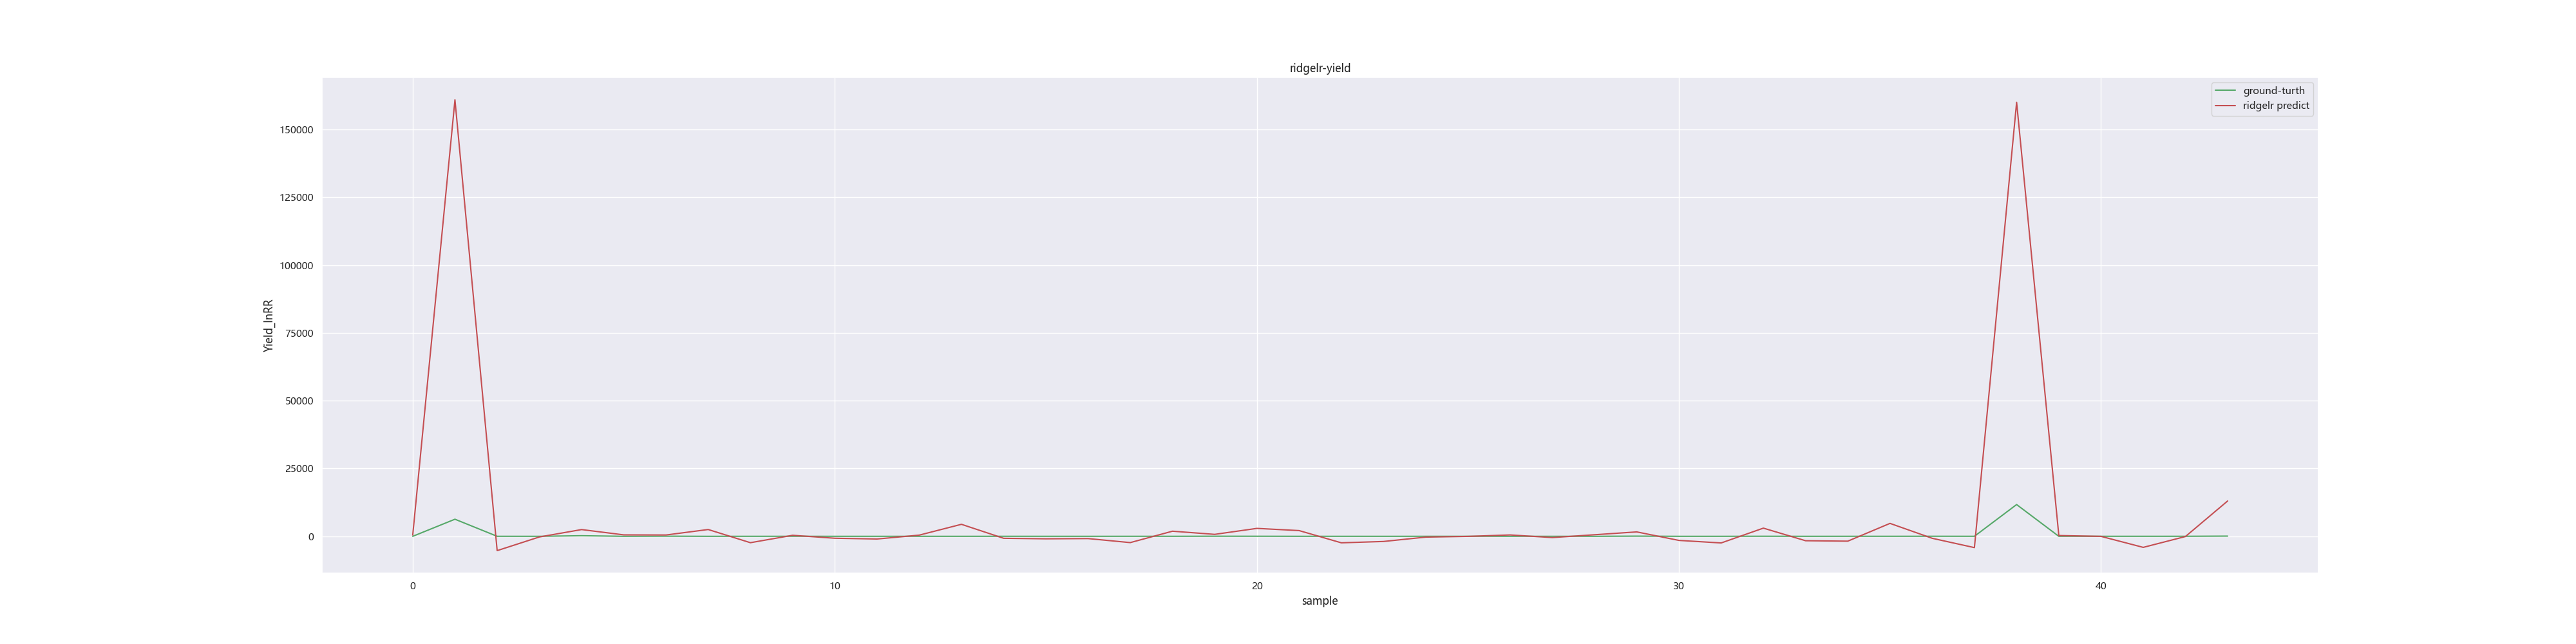 ridgelr-yield
ground-turth
ridgelr predict
150000
125000
100000
75000
50000
25000
0
Yield_lnRR
0 10 20 30 40
sample